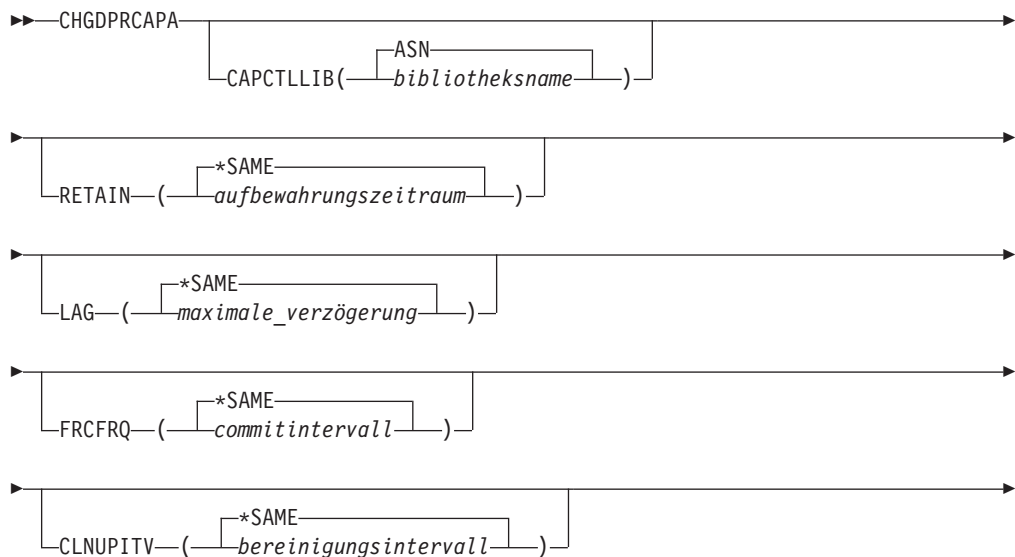 CHGDPRCAPA
ASN
CAPCTLLIB( bibliotheksname )
*SAME
RETAIN ( aufbewahrungszeitraum )
*SAME
LAG ( maximale_verzögerung )
*SAME
FRCFRQ ( commitintervall )
*SAME
CLNUPITV ( bereinigungsintervall )